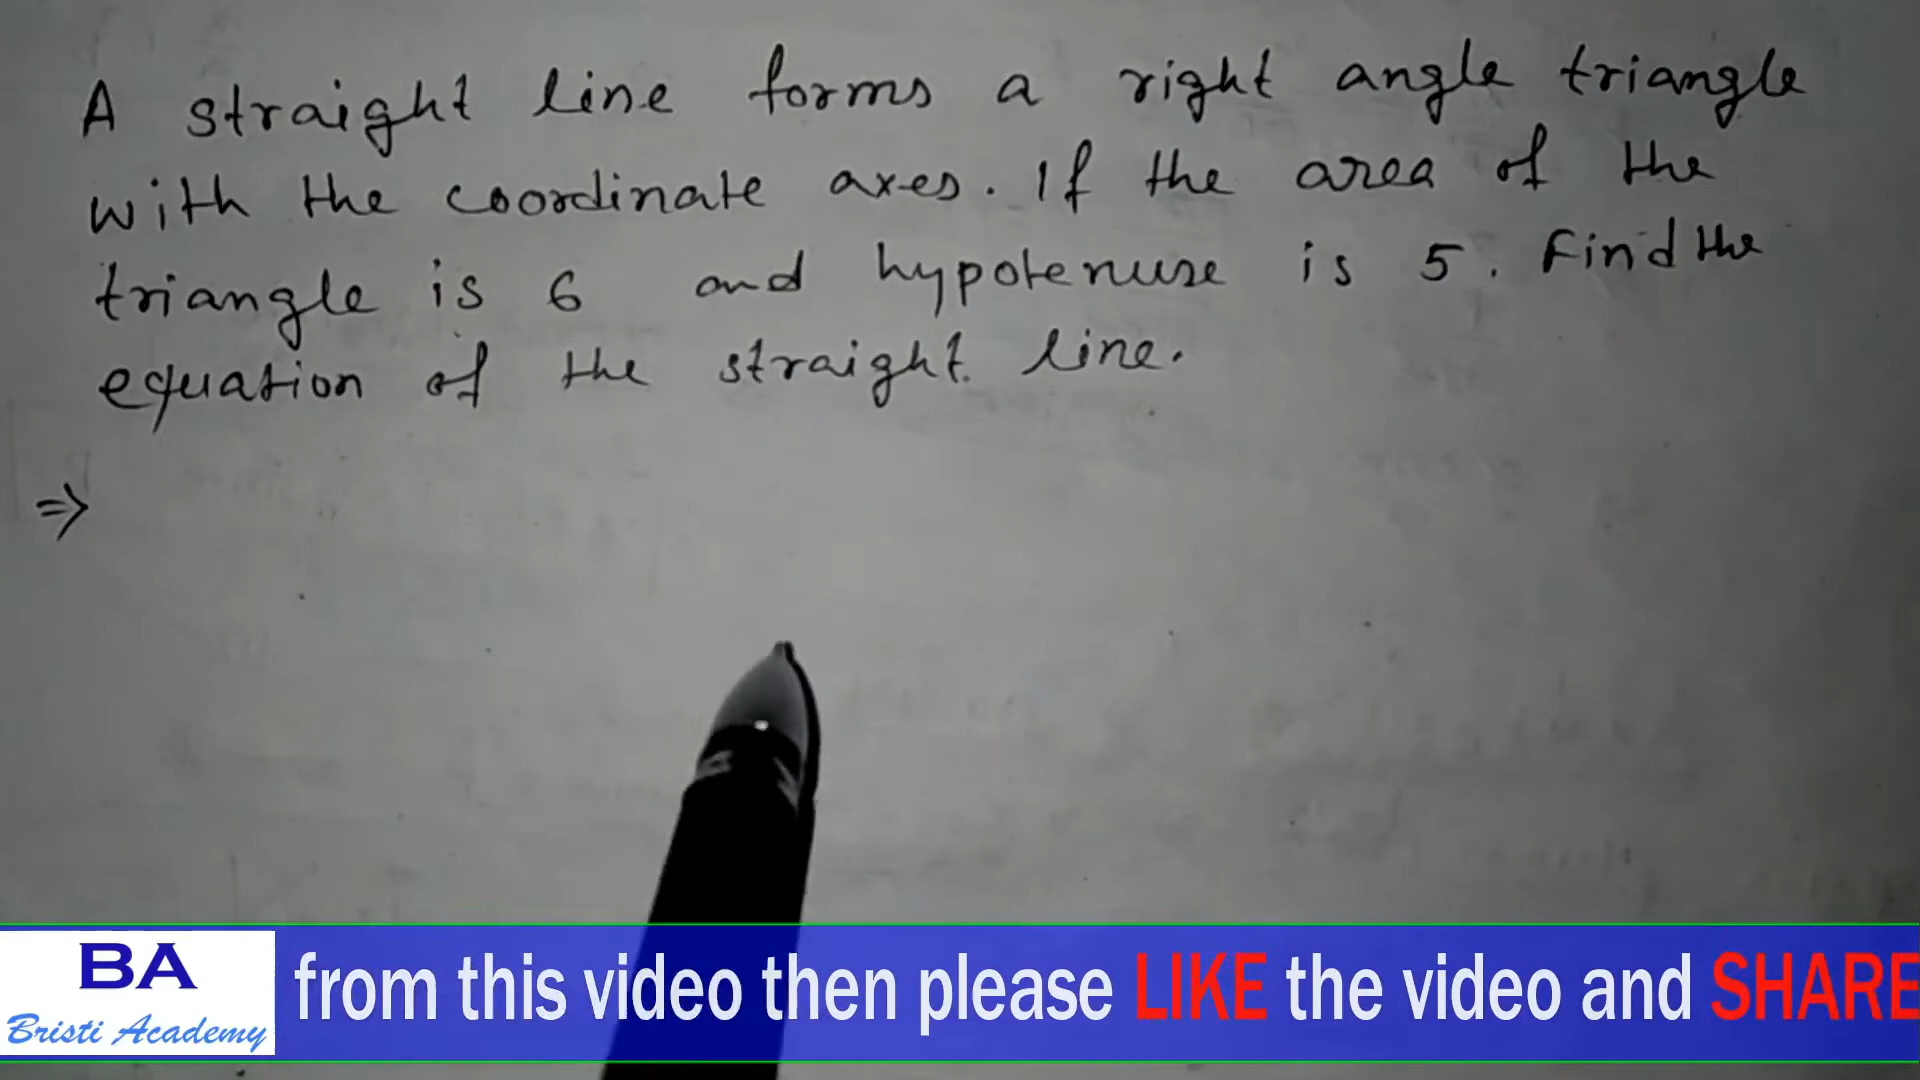 A straight line forms a right angle triangle
with the coordinate axes. If the area of the
triangle is 6 and hypotenuse is 5. Find the
equation of the straight line.
⇒
BA
Bristi Academy
from this video then please LIKE the video and SHARE